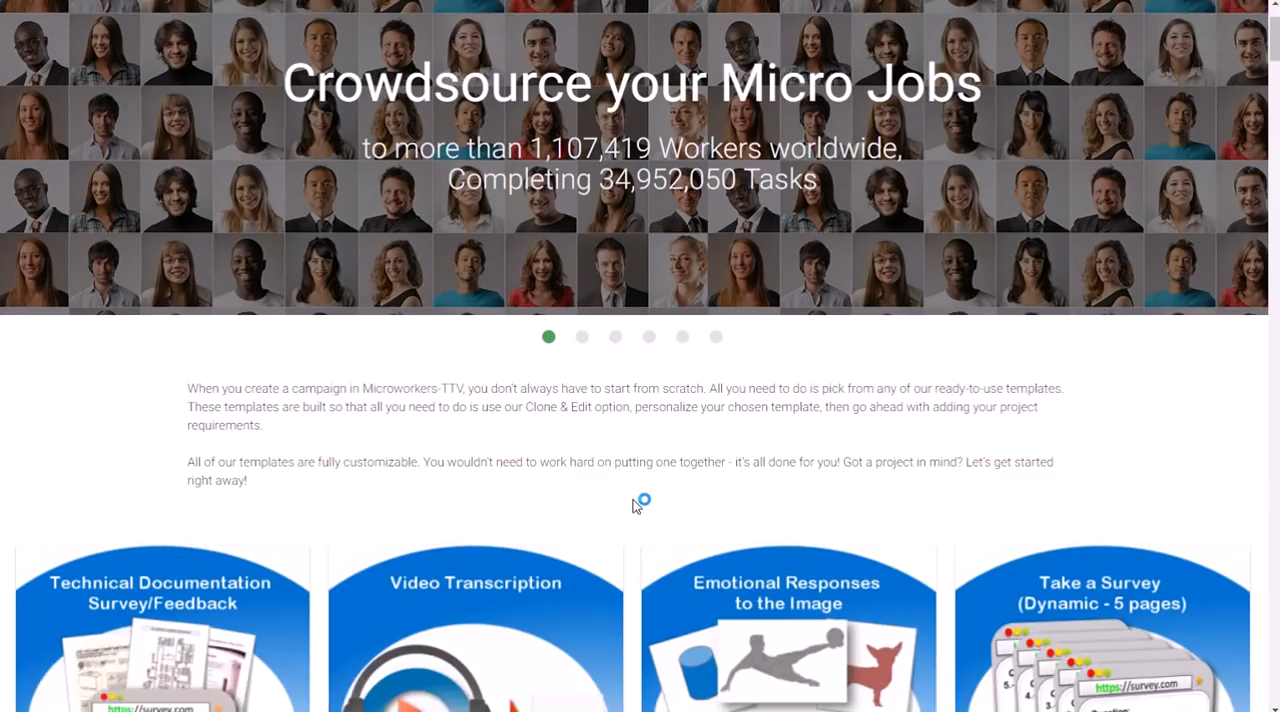 Crowdsource your Micro Jobs
to more than 1,107,419 Workers worldwide,
Completing 34,952,050 Tasks
When you create a campaign in Microworkers-TTV, you don't always have to start from scratch. All you need to do is pick from any of our ready-to-use templates.
These templates are built so that all you need to do is use our Clone & Edit option, personalize your chosen template, then go ahead with adding your project
requirements.
All of our templates are fully customizable. You wouldn't need to work hard on putting one together - it's all done for you! Got a project in mind? Let's get started
right away!
Technical Documentation
Survey/Feedback
https://survey.com
Video Transcription
Emotional Responses
to the Image
Take a Survey
(Dynamic - 5 pages)
5.
4.
3.
https://survey.com